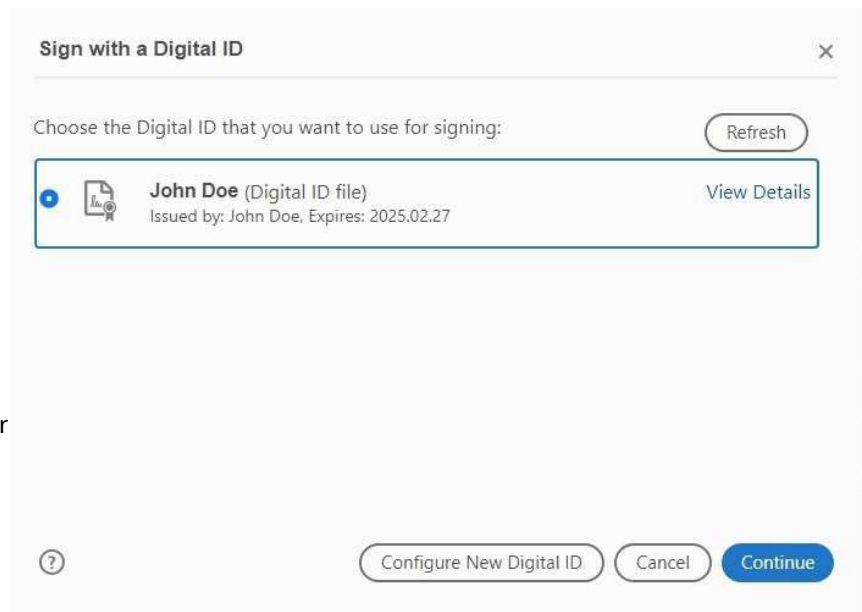 Sign with a Digital ID
Choose the Digital ID that you want to use for signing:
Refresh
John Doe (Digital ID file)
View Details
Issued by: John Doe, Expires: 2025.02.27
r
Configure New Digital ID
Cancel
Continue